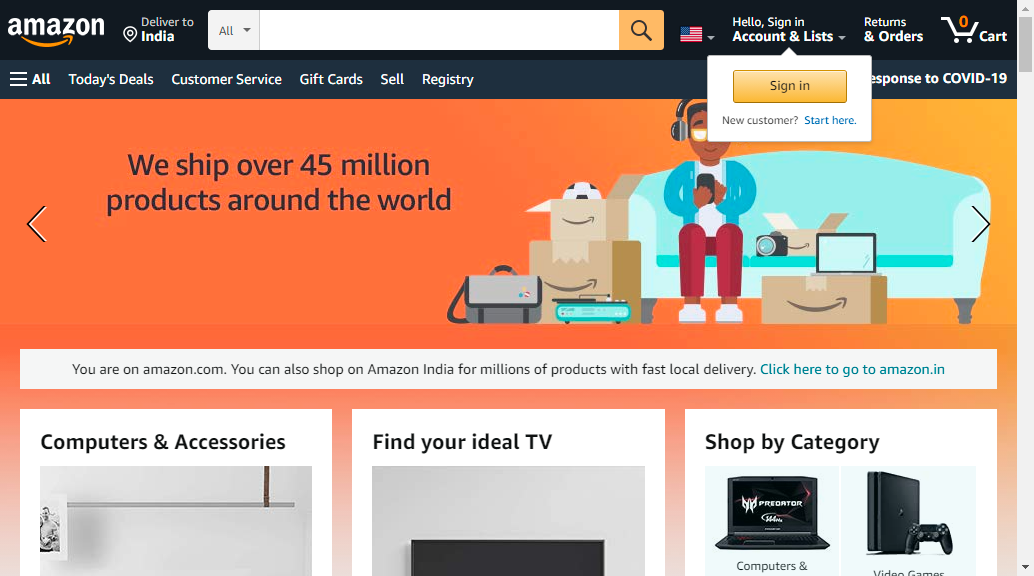 amazon
Deliver to
India
All
Hello, Sign in
Account & Lists
Returns
& Orders
0
Cart
All
Today's Deals
Customer Service
Gift Cards
Sell
Registry
esponse to COVID-19
Sign in
New customer? Start here.
We ship over 45 million
products around the world
You are on amazon.com. You can also shop on Amazon India for millions of products with fast local delivery. Click here to go to amazon.in
Computers & Accessories
Find your ideal TV
Shop by Category
PREDATOR
Computers &
Video Games